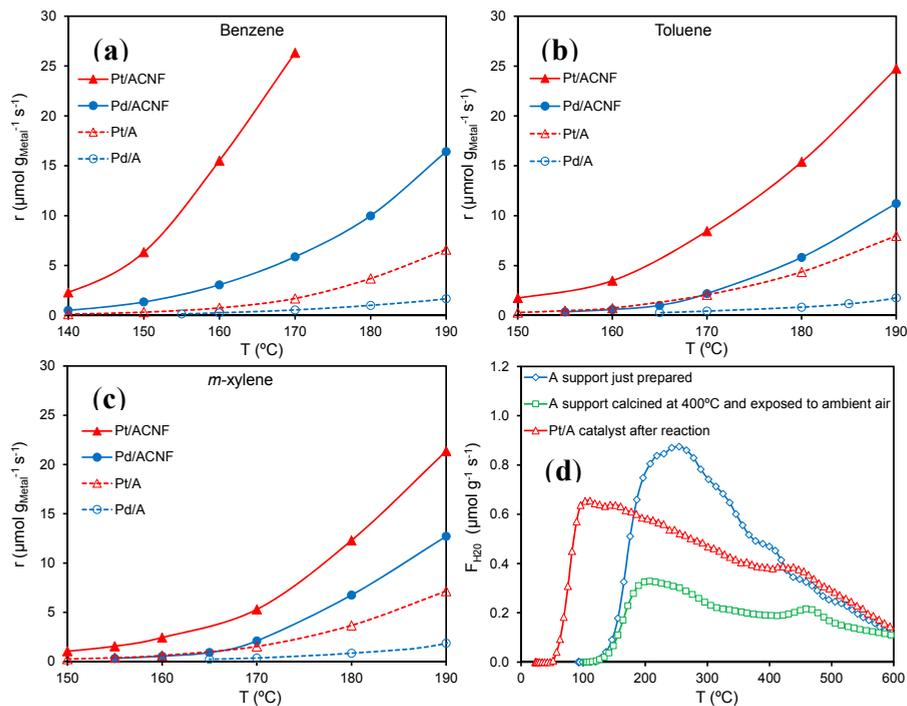 Benzene
(a)
Pt/ACNF
Pd/ACNF
Pt/A
Pd/A
r (µmol gMetal-1 s-1)
30
25
20
15
10
5
0
140 150 160 170 180 190
T (ºC)
Toluene
(b)
Pt/ACNF
Pd/ACNF
Pt/A
Pd/A
r (µmrol gMetal-1 s-1)
30
25
20
15
10
5
0
150 160 170 180 190
T (ºC)
m-xylene
(c)
Pt/ACNF
Pd/ACNF
Pt/A
Pd/A
r (µmol gMetal-1 s-1)
30
25
20
15
10
5
0
150 160 170 180 190
T (ºC)
A support just prepared
A support calcined at 400ºC and exposed to ambient air
Pt/A catalyst after reaction
(d)
FH20 (µmol g-1 s-1)
1.2
1.0
0.8
0.6
0.4
0.2
0.0
0 100 200 300 400 500 600
T (ºC)